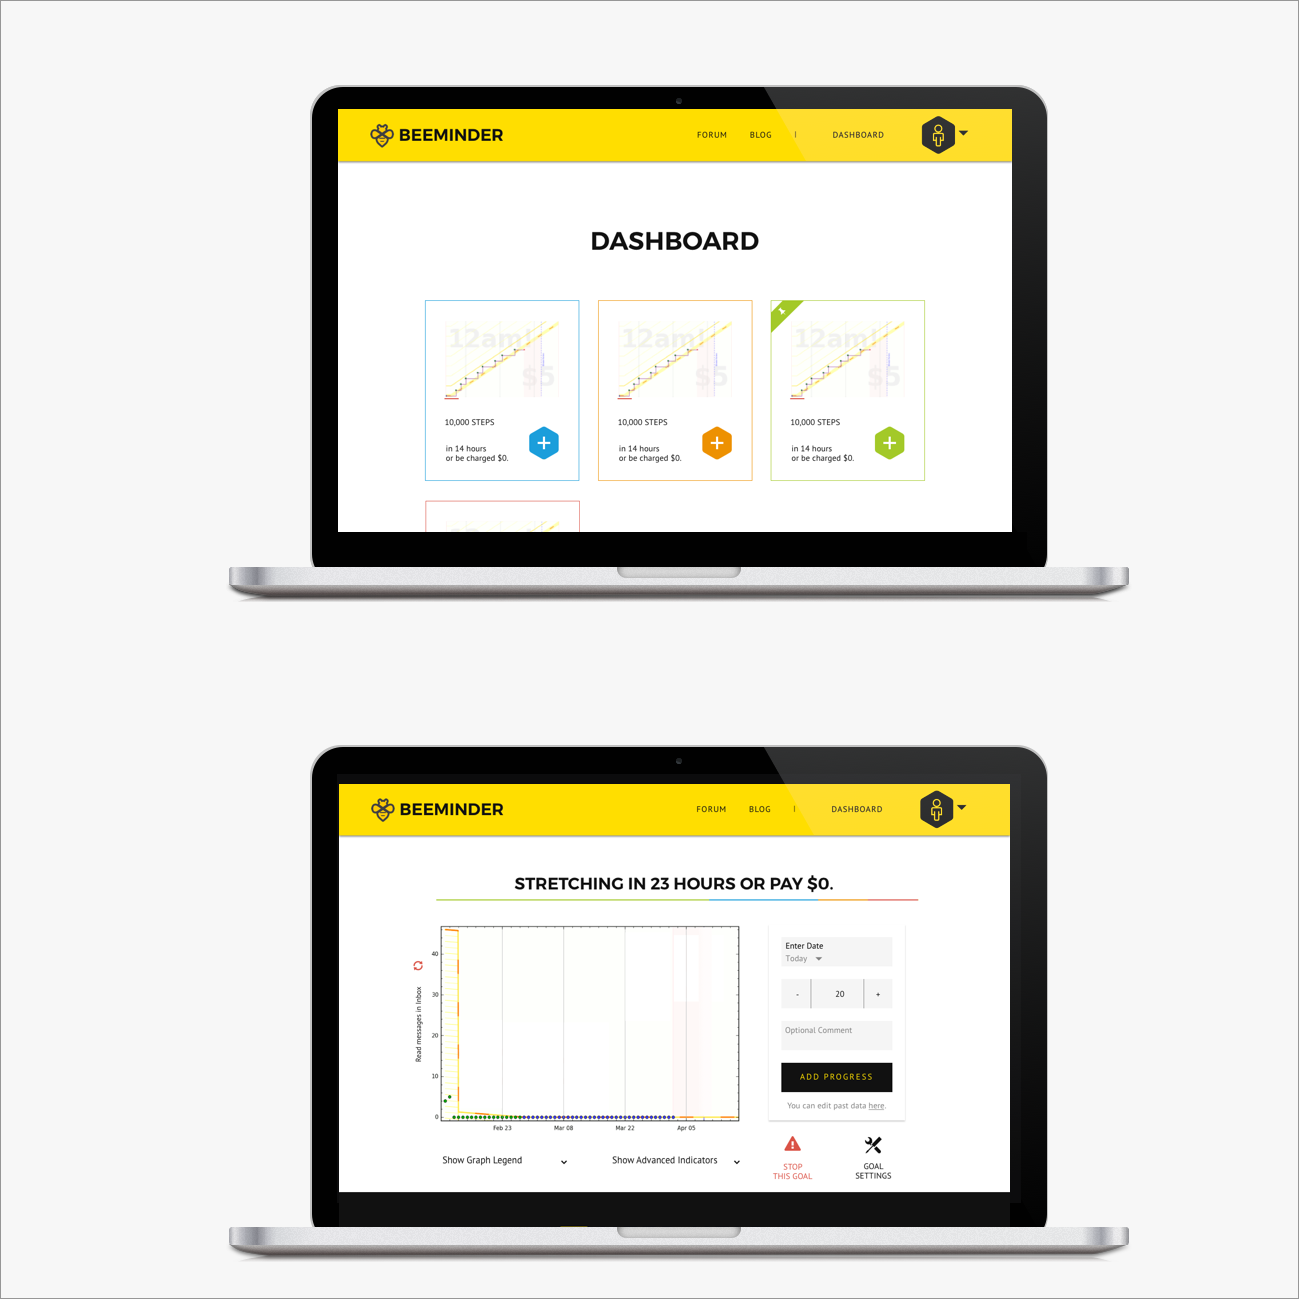 BEEMINDER
FORUM BLOG | DASHBOARD
DASHBOARD
12am!
$5
10,000 STEPS
in 14 hours
or be charged $0.
12am!
$5
10,000 STEPS
in 14 hours
or be charged $0.
12am!
$5
10,000 STEPS
in 14 hours
or be charged $0.
BEEMINDER
FORUM BLOG | DASHBOARD
STRETCHING IN 23 HOURS OR PAY $0.
Read messages in Inbox
40
30
20
10
0
Feb 23 Mar 08 Mar 22 Apr 05
Show Graph Legend
Show Advanced Indicators
Enter Date
Today
- 20 +
Optional Comment
ADD PROGRESS
You can edit past data here.
STOP
THIS GOAL
GOAL
SETTINGS